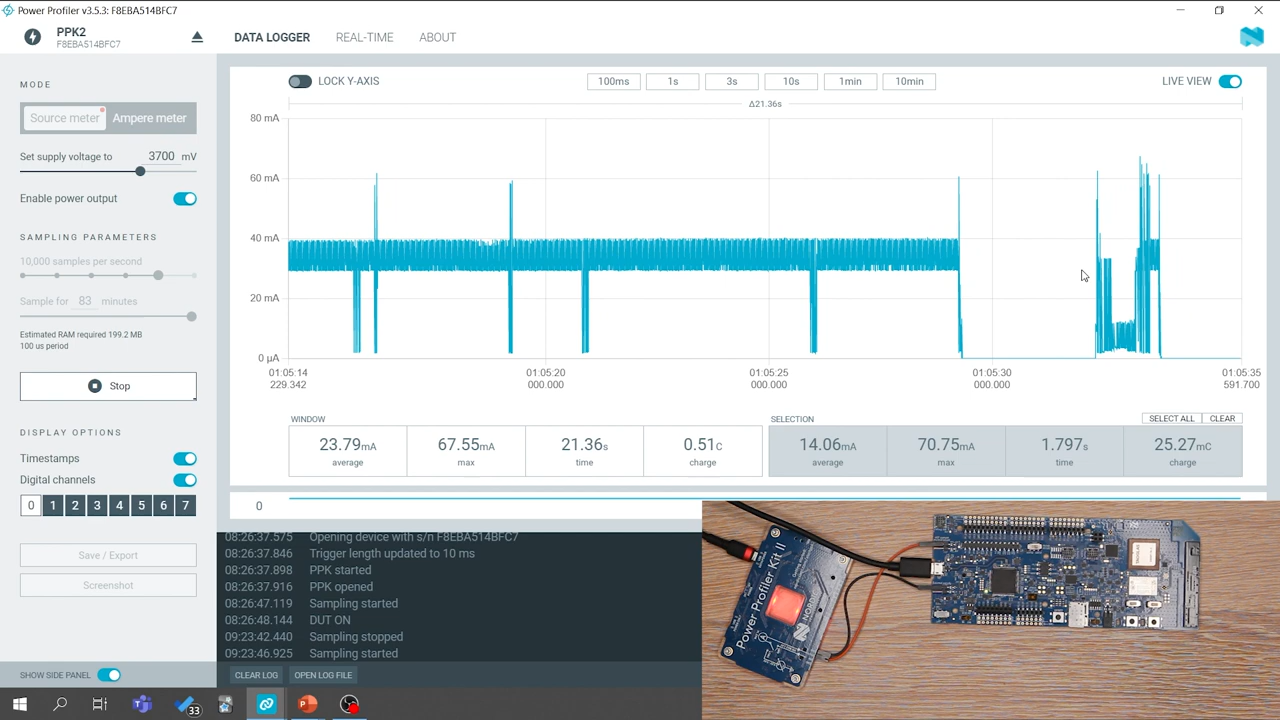 Power Profiler v3.5.3: F8EBA514BFC7
PPK2
F8EBA514BFC7
DATA LOGGER
REAL-TIME
ABOUT
MODE
Source meter
Ampere meter
Set supply voltage to 3700 mV
Enable power output
SAMPLING PARAMETERS
10,000 samples per second
Sample for 83 minutes
Estimated RAM required 199.2 MB
100 us period
Stop
DISPLAY OPTIONS
Timestamps
Digital channels
0 1 2 3 4 5 6 7
Save / Export
Screenshot
SHOW SIDE PANEL
LOCK Y-AXIS
100ms
1s
3s
10s
1min
10min
LIVE VIEW
Δ21.36s
80 mA
60 mA
40 mA
20 mA
0 µA
01:05:14
229.342
01:05:20
000.000
01:05:25
000.000
01:05:30
000.000
01:05:35
591.700
WINDOW
23.79mA
average
67.55mA
max
21.36s
time
0.51C
charge
SELECTION
SELECT ALL
CLEAR
14.06mA
average
70.75mA
max
1.797s
time
25.27mC
charge
0
08:26:37.575 Opening device with s/n F8EBA514BFC7
08:26:37.846 Trigger length updated to 10 ms
08:26:37.898 PPK started
08:26:37.916 PPK opened
08:26:47.119 Sampling started
08:26:48.144 DUT ON
09:23:42.440 Sampling stopped
09:23:46.925 Sampling started
CLEAR LOG
OPEN LOG FILE
Power Profiler Kit II
33